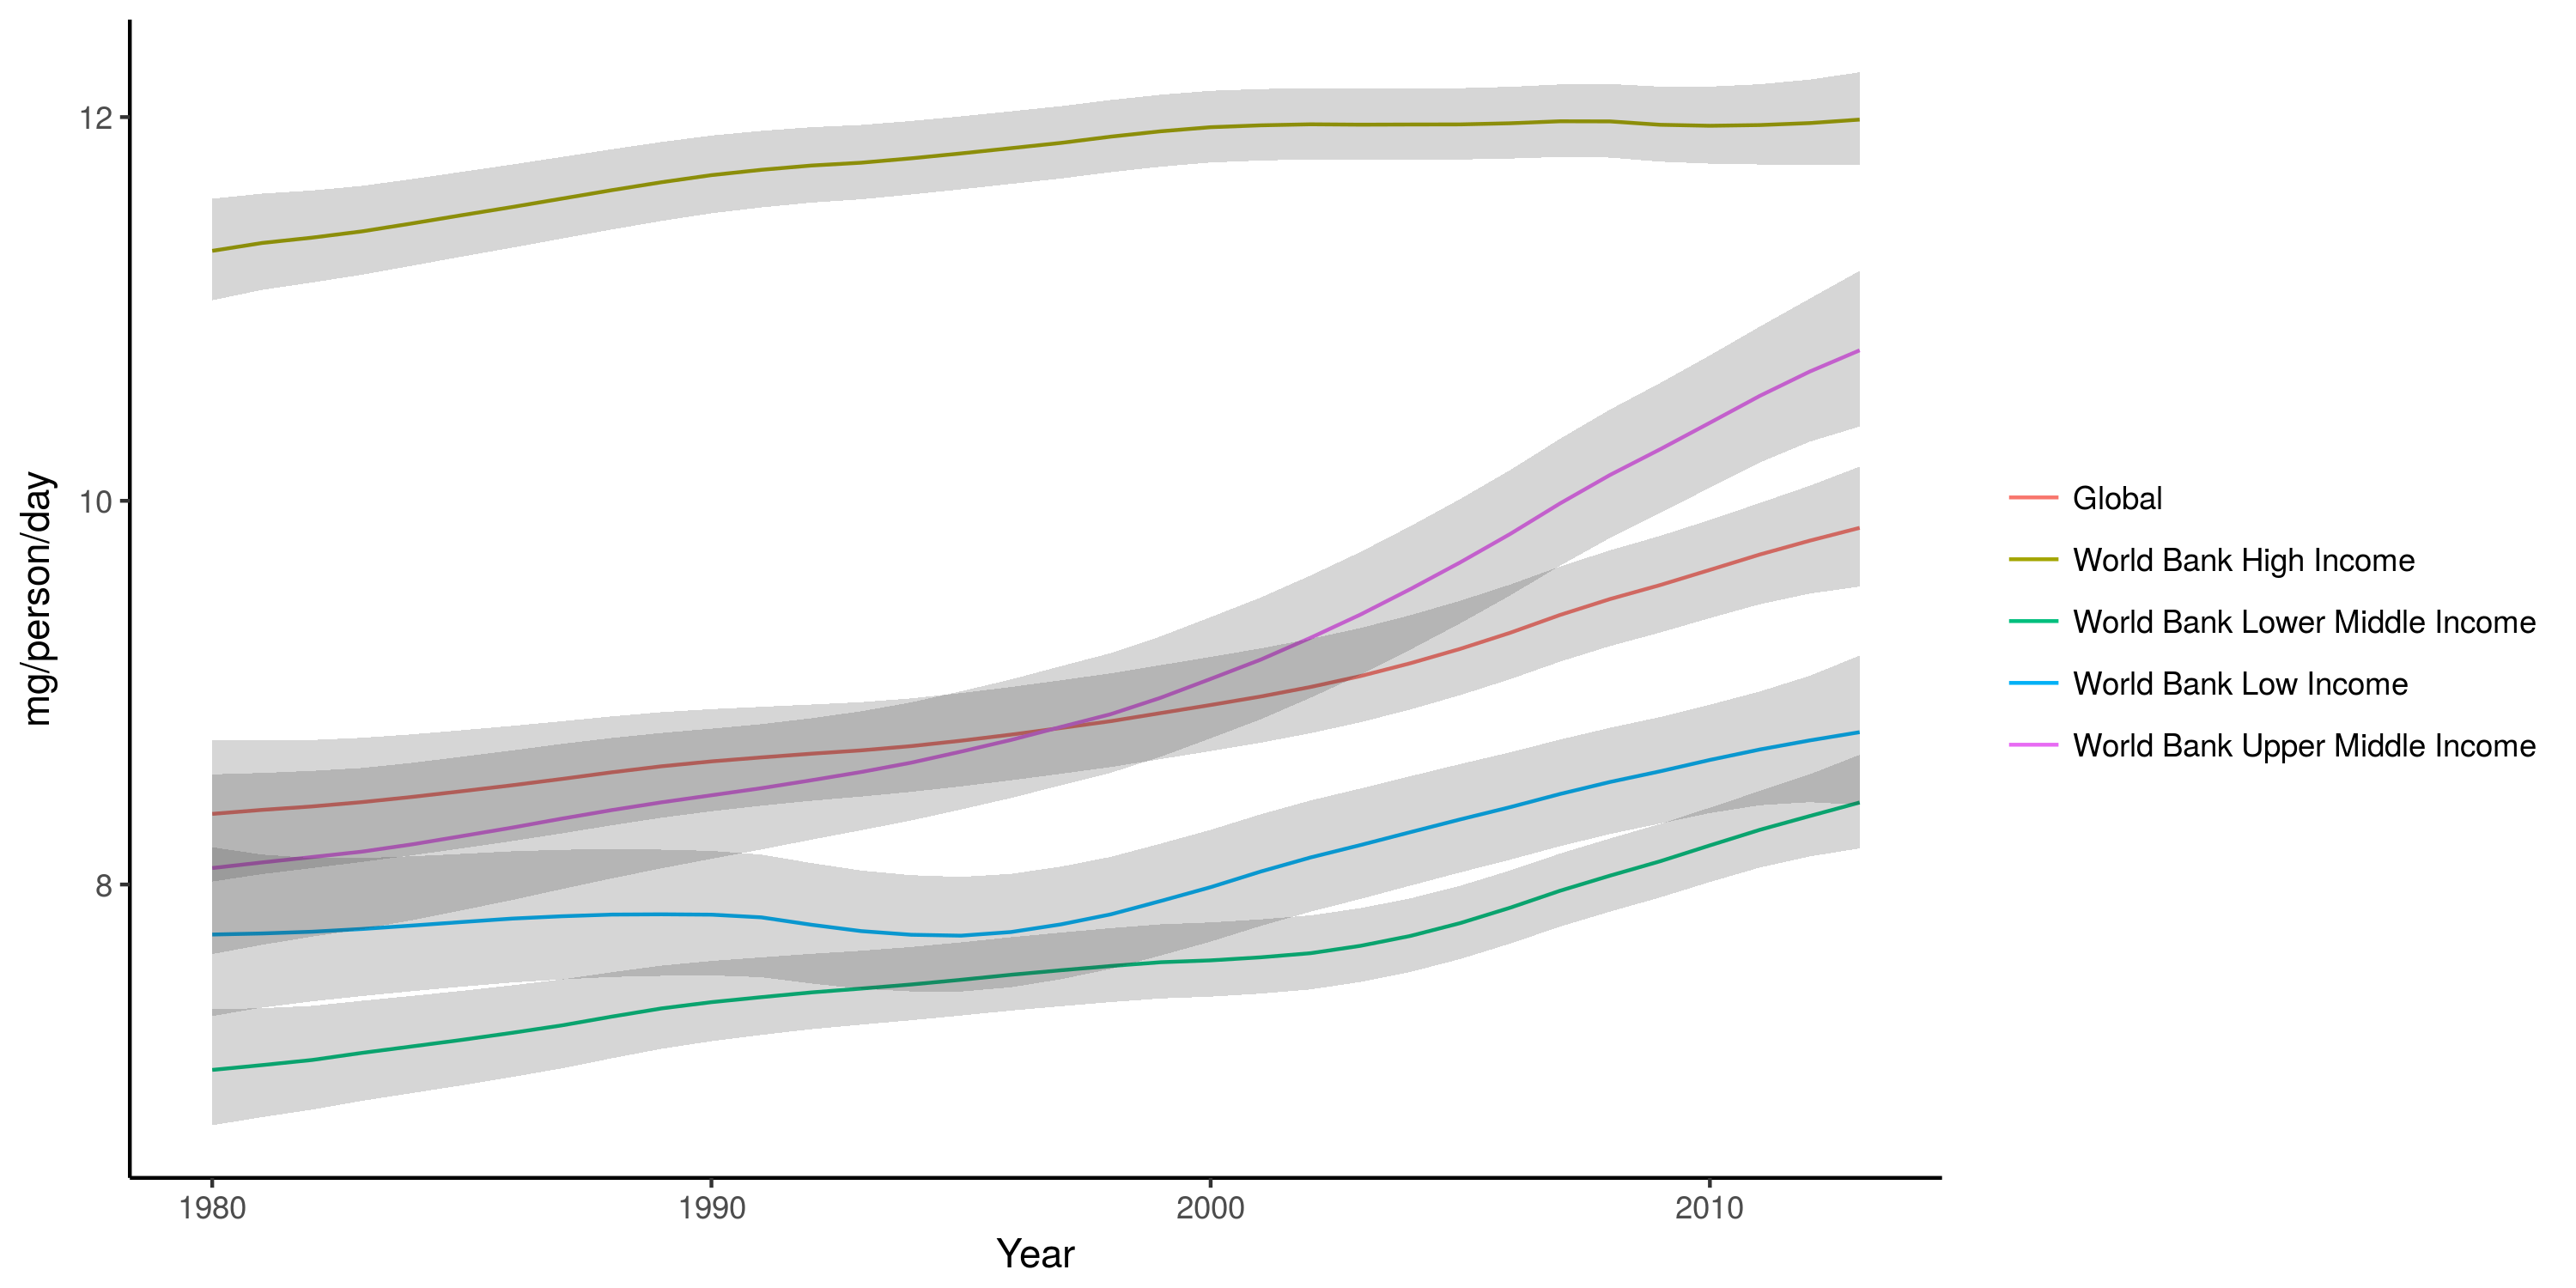 12
10
8
mg/person/day
1980
1990
2000
2010
Year
Global
World Bank High Income
World Bank Lower Middle Income
World Bank Low Income
World Bank Upper Middle Income